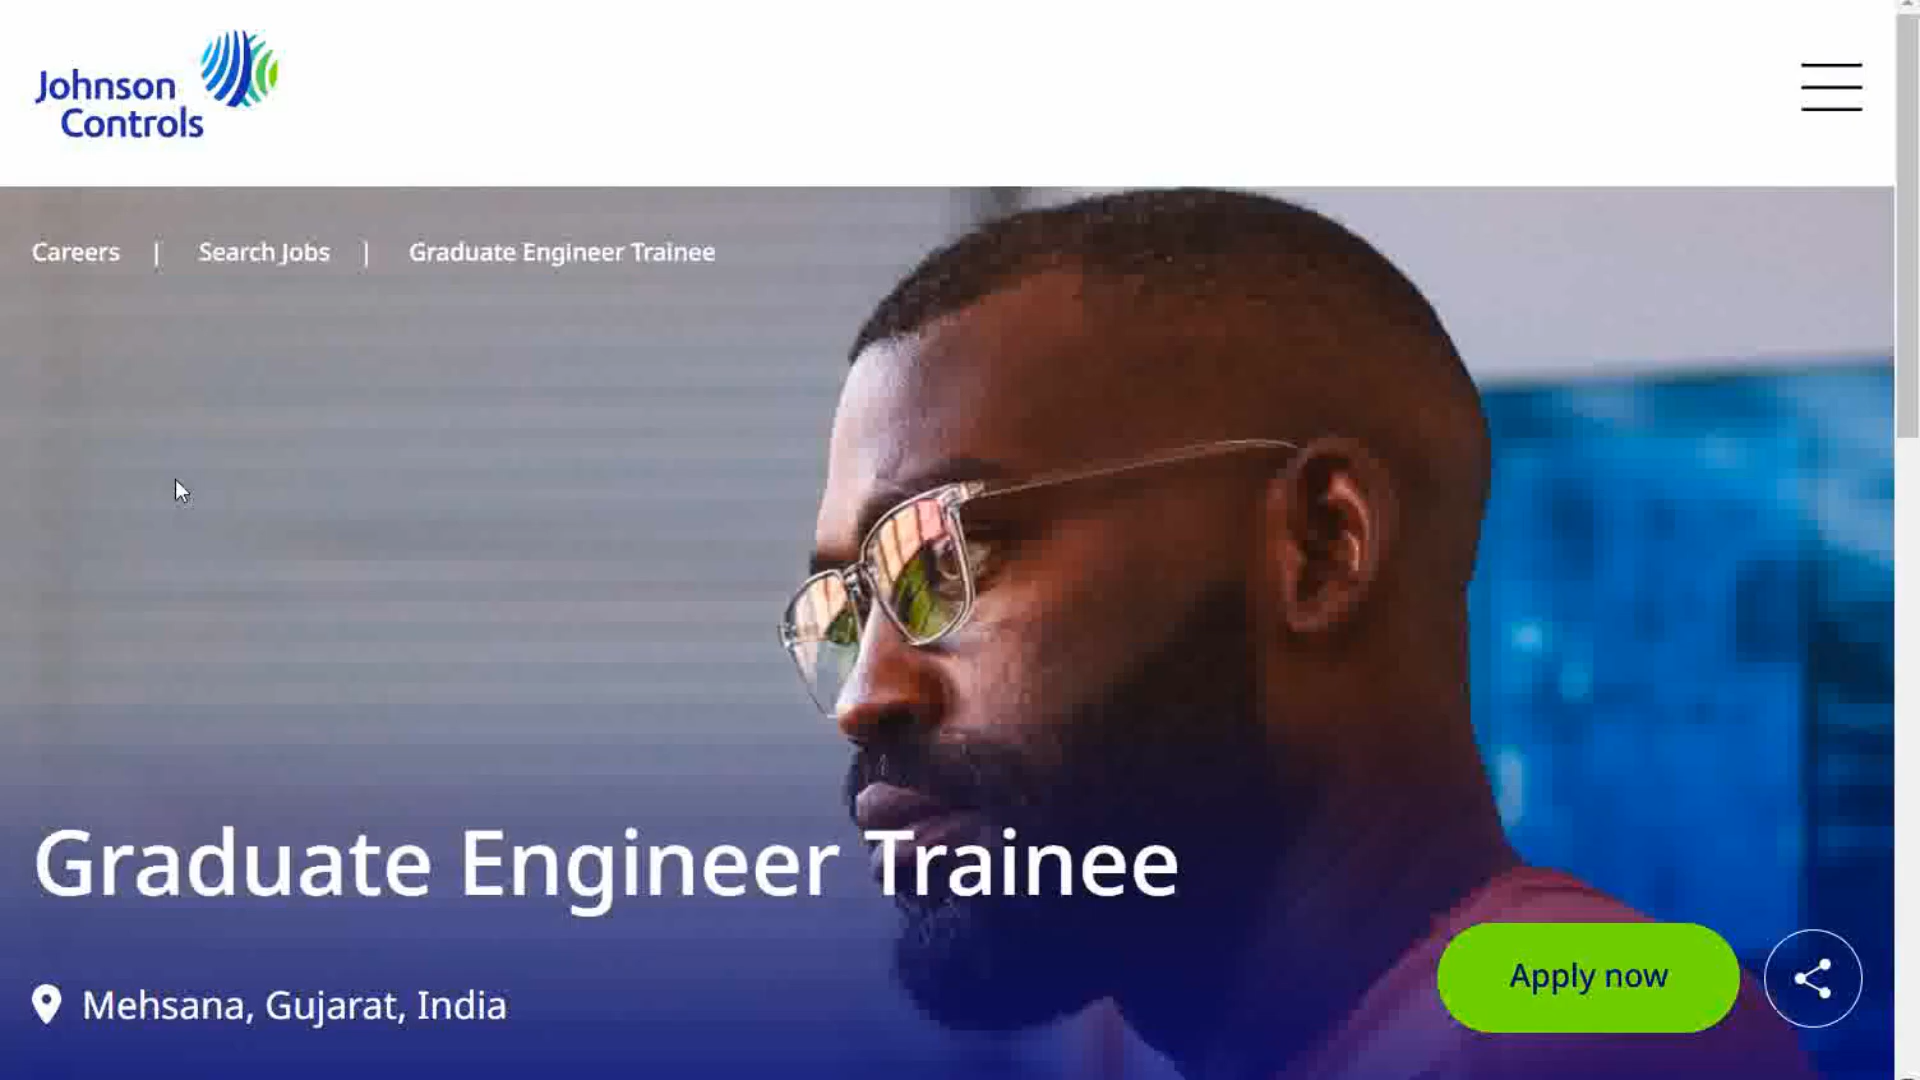 Johnson
Controls
Careers | Search Jobs | Graduate Engineer Trainee
Graduate Engineer Trainee
Mehsana, Gujarat, India
Apply now